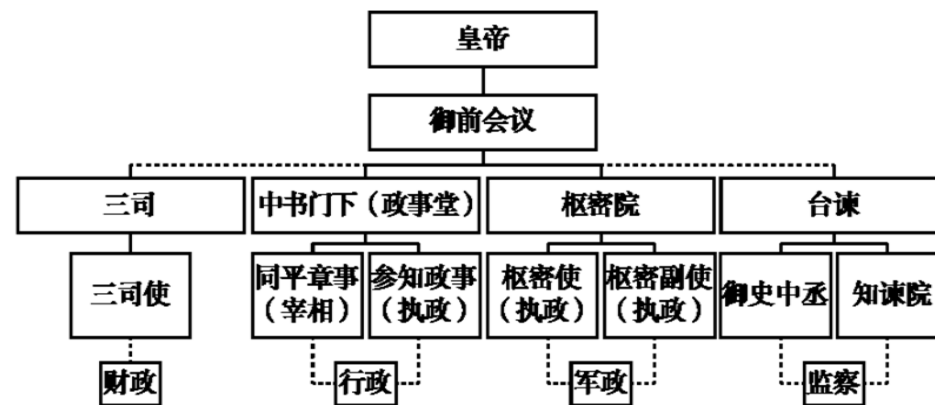 皇帝
御前会议
三司
中书门下（政事堂）
枢密院
台谏
三司使
同平章事
（宰相）
参知政事
（执政）
枢密使
（执政）
枢密副使
（执政）
御史中丞
知谏院
财政
行政
军政
监察